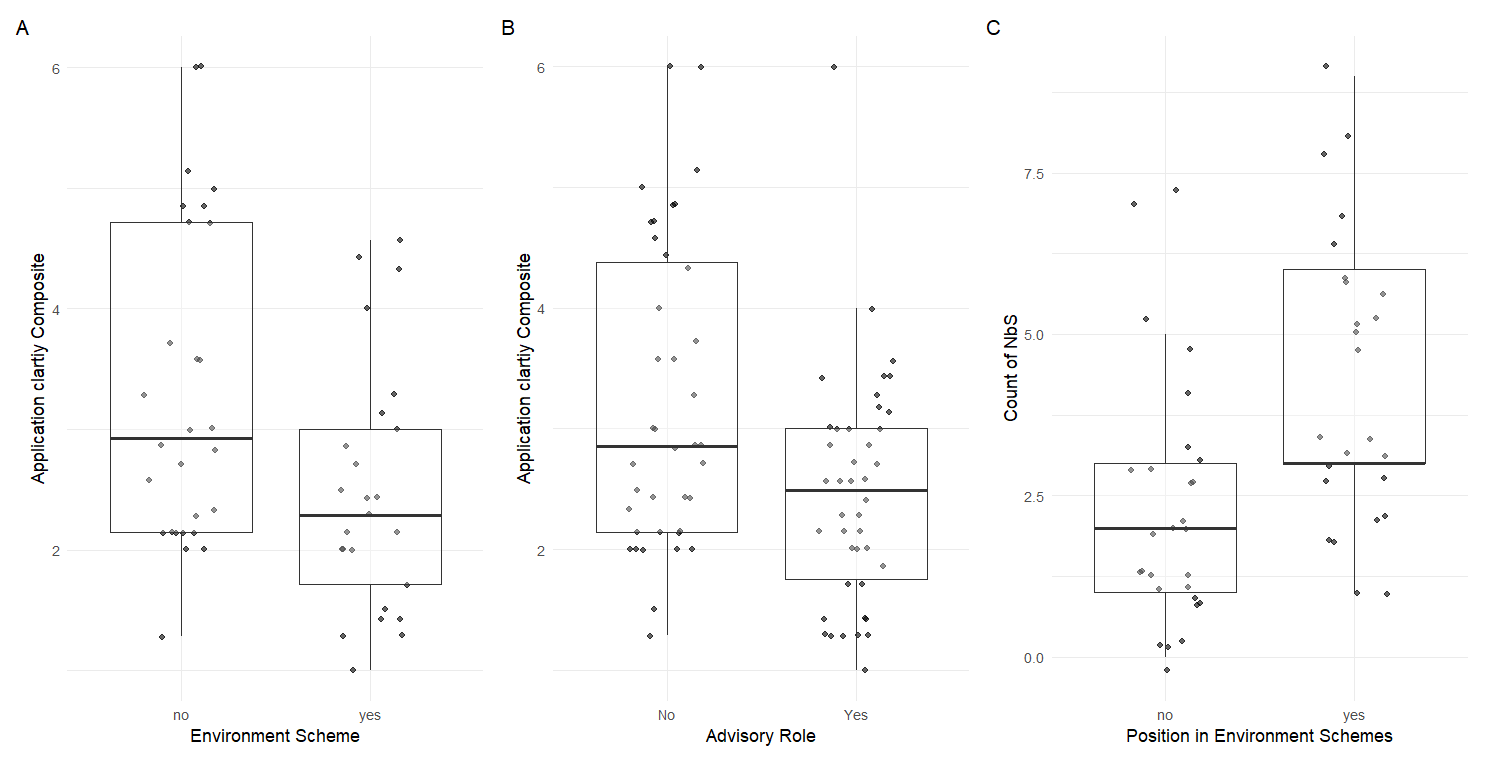 A
B
C
Application clartiy Composite
6
4
2
no
yes
Environment Scheme
Application clartiy Composite
6
4
2
No
Yes
Advisory Role
Count of NbS
7.5
5.0
2.5
0.0
no
yes
Position in Environment Schemes